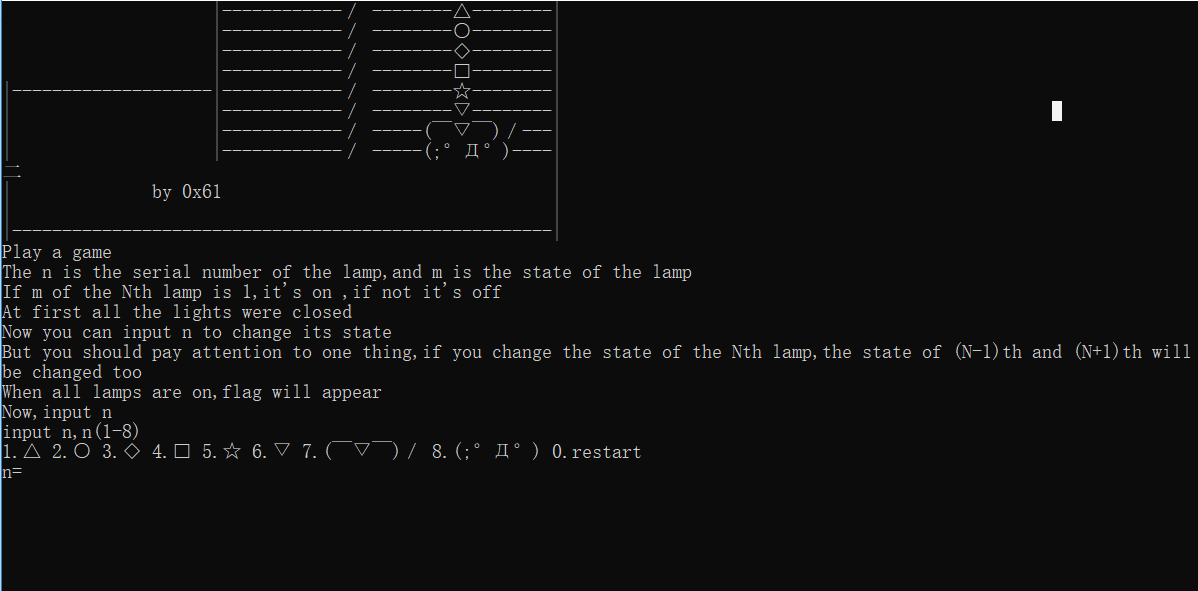 |------------ / --------△--------|
|------------ / --------○--------|
|------------ / --------◇--------|
|------------ / --------□--------|
|--------------------|------------ / --------☆--------|
|------------ / --------▽--------|
|------------ / -----(￣▽￣)/---|
|------------ / -----(;°Д°)----|
二
by 0x61
|------------------------------------------------------|
Play a game
The n is the serial number of the lamp,and m is the state of the lamp
If m of the Nth lamp is 1,it's on ,if not it's off
At first all the lights were closed
Now you can input n to change its state
But you should pay attention to one thing,if you change the state of the Nth lamp,the state of (N-1)th and (N+1)th will
be changed too
When all lamps are on,flag will appear
Now,input n
input n,n(1-8)
1.△ 2.○ 3.◇ 4.□ 5.☆ 6.▽ 7.(￣▽￣)/ 8.(;°Д°) 0.restart
n=